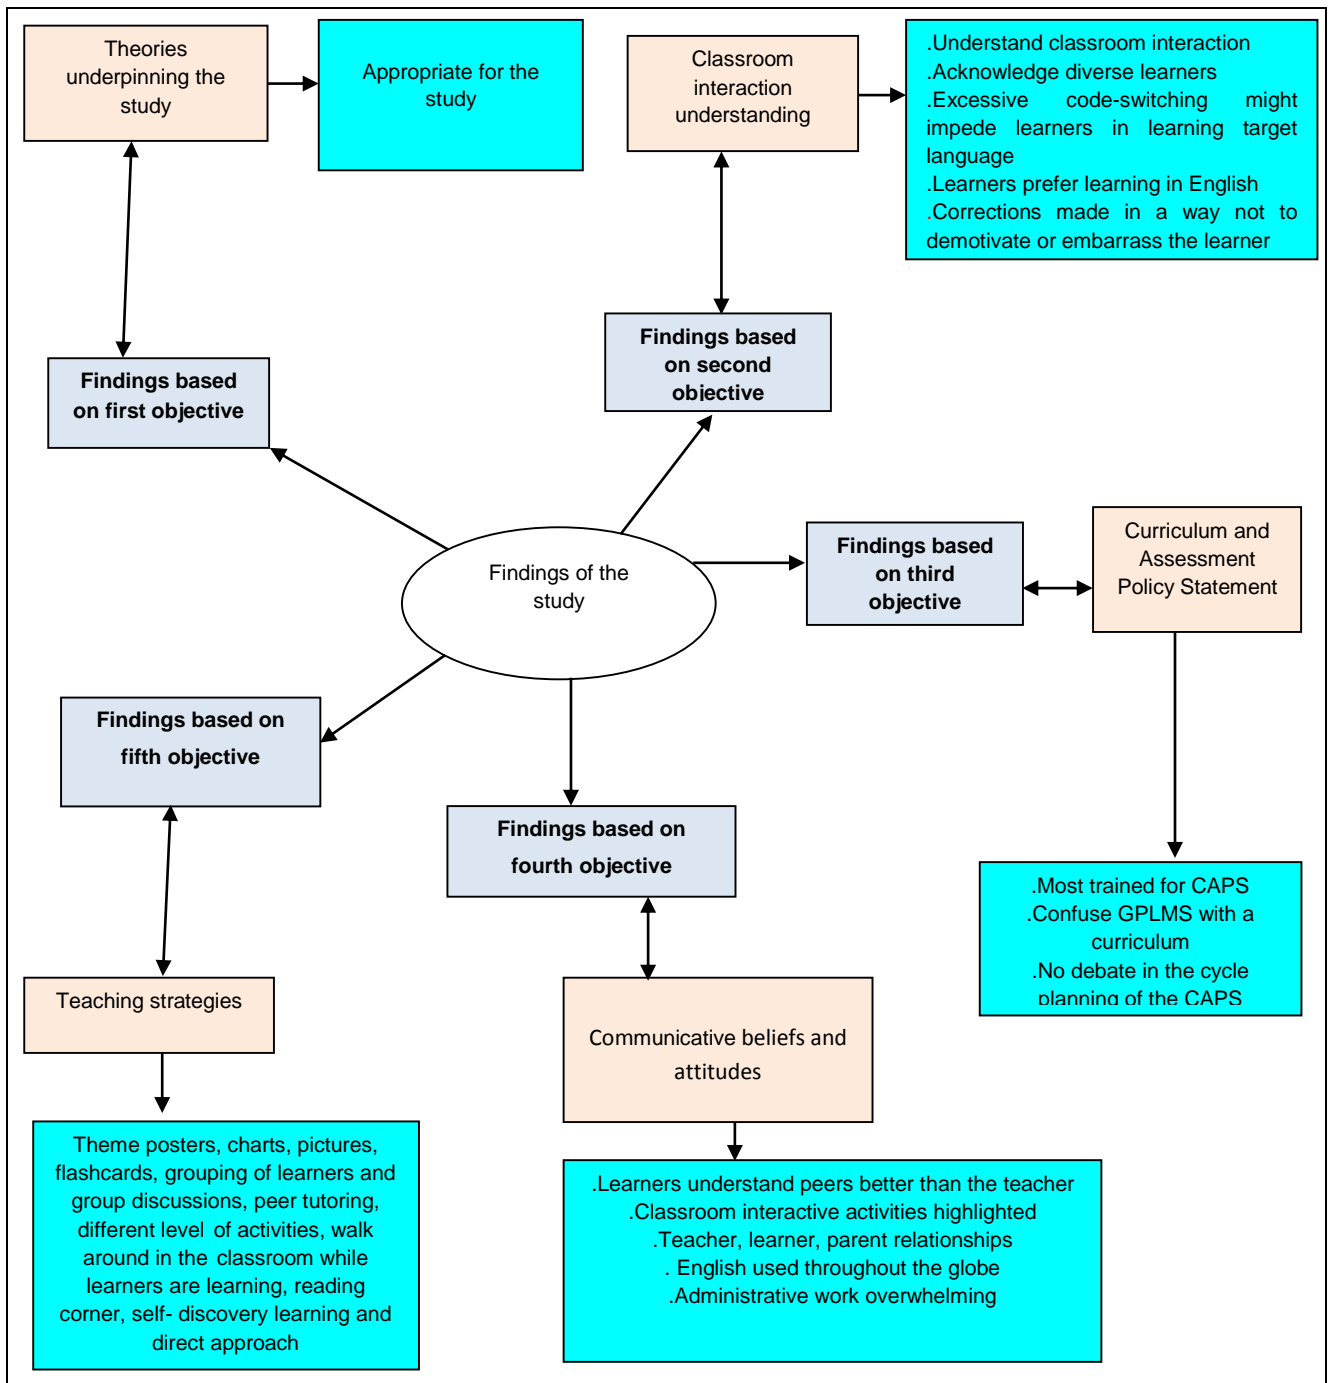 Theories
underpinning the
study
Appropriate for the
study
Classroom
interaction
understanding
.Understand classroom interaction
.Acknowledge diverse learners
.Excessive code-switching might
impede learners in learning target
language
.Learners prefer learning in English
.Corrections made in a way not to
demotivate or embarrass the learner
Findings based
on first objective
Findings based
on second
objective
Findings of the
study
Findings based
on third
objective
Curriculum and
Assessment
Policy Statement
.Most trained for CAPS
.Confuse GPLMS with a
curriculum
.No debate in the cycle
planning of the CAPS
Findings based on
fifth objective
Findings based on
fourth objective
Teaching strategies
Communicative beliefs and
attitudes
Theme posters, charts, pictures,
flashcards, grouping of learners and
group discussions, peer tutoring,
different level of activities, walk
around in the classroom while
learners are learning, reading
corner, self- discovery learning and
direct approach
.Learners understand peers better than the teacher
.Classroom interactive activities highlighted
.Teacher, learner, parent relationships
. English used throughout the globe
.Administrative work overwhelming